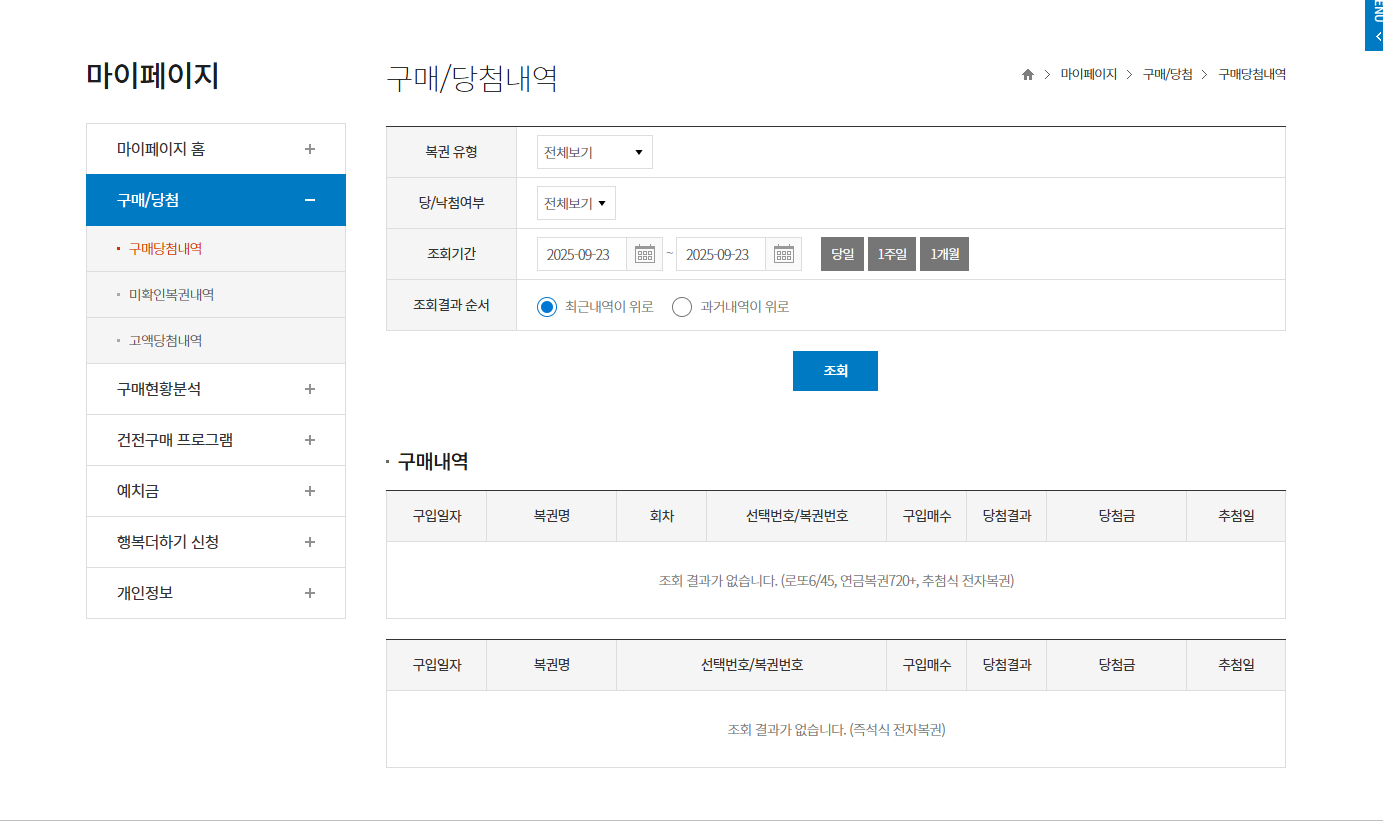 ENU
마이페이지
구매/당첨내역
마이페이지 > 구매/당첨 > 구매당첨내역
마이페이지 홈
구매/당첨
구매당첨내역
미확인복권내역
고액당첨내역
구매현황분석
건전구매 프로그램
예치금
행복더하기 신청
개인정보
복권 유형 전체보기
당/낙첨여부 전체보기
조회기간 2025-09-23 ~ 2025-09-23 당일 1주일 1개월
조회결과 순서 최근내역이 위로 과거내역이 위로
조회
구매내역
구입일자 복권명 회차 선택번호/복권번호 구입매수 당첨결과 당첨금 추첨일
조회 결과가 없습니다. (로또6/45, 연금복권720+, 추첨식 전자복권)
구입일자 복권명 선택번호/복권번호 구입매수 당첨결과 당첨금 추첨일
조회 결과가 없습니다. (즉석식 전자복권)